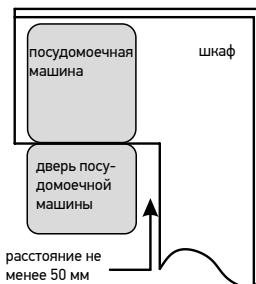 посудомоечная
машина
шкаф
дверь посу-
домоечной
машины
расстояние не
менее 50 мм